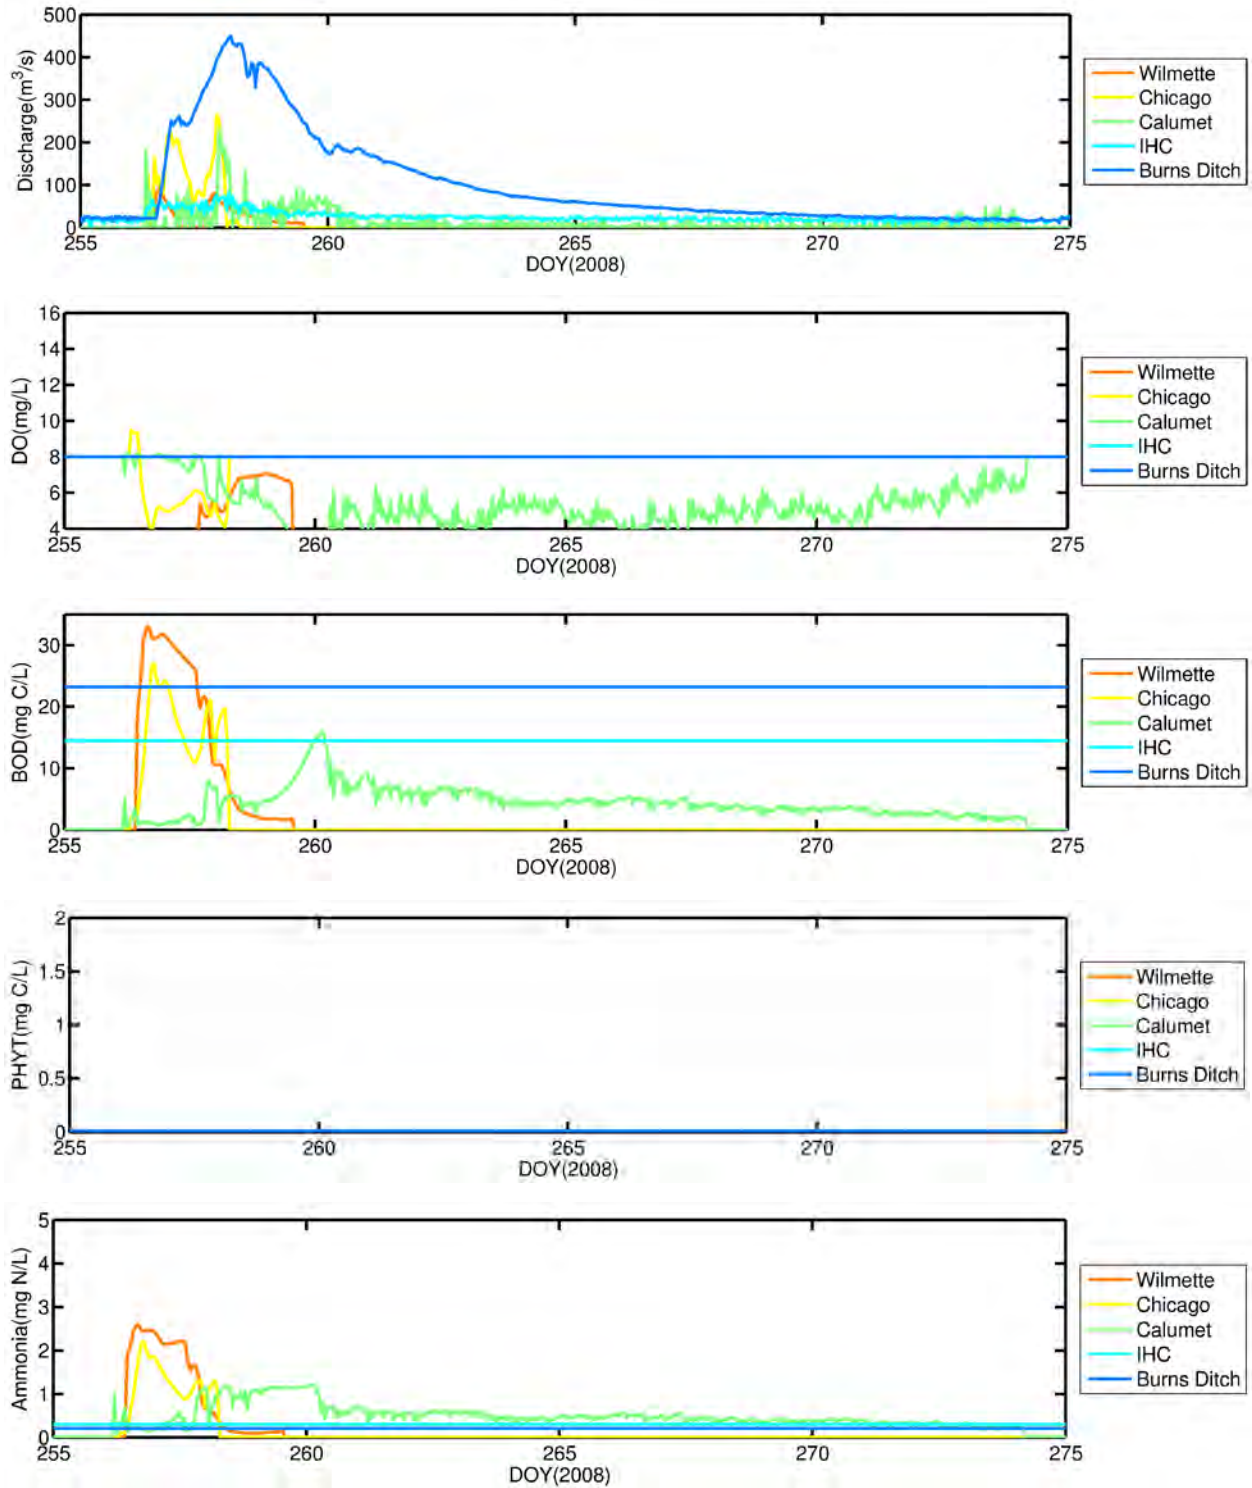 500
400
300
200
100
0
Discharge(m³/s)
255 260 265 270 275
DOY(2008)
Wilmette
Chicago
Calumet
IHC
Burns Ditch
16
14
12
10
8
6
4
DO(mg/L)
255 260 265 270 275
DOY(2008)
Wilmette
Chicago
Calumet
IHC
Burns Ditch
30
20
10
0
BOD(mg C/L)
255 260 265 270 275
DOY(2008)
Wilmette
Chicago
Calumet
IHC
Burns Ditch
2
1.5
1
0.5
0
PHYT(mg C/L)
255 260 265 270 275
DOY(2008)
Wilmette
Chicago
Calumet
IHC
Burns Ditch
5
4
3
2
1
0
Ammonia(mg N/L)
255 260 265 270 275
DOY(2008)
Wilmette
Chicago
Calumet
IHC
Burns Ditch